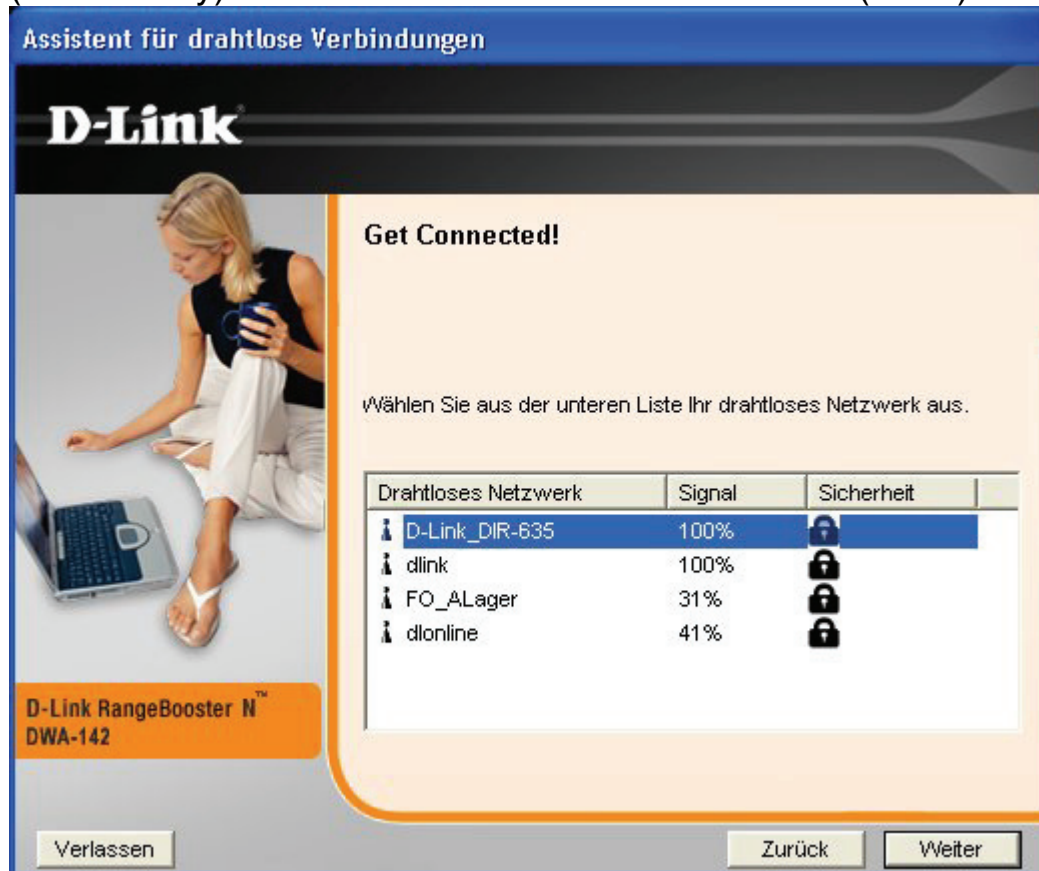 Assistent für drahtlose Verbindungen
D-Link
Get Connected!
Wählen Sie aus der unteren Liste Ihr drahtloses Netzwerk aus.
Drahtloses Netzwerk Signal Sicherheit
D-Link_DIR-635 100%
dlink 100%
FO_ALager 31%
dlonline 41%
D-Link RangeBooster N™
DWA-142
Verlassen Zurück Weiter